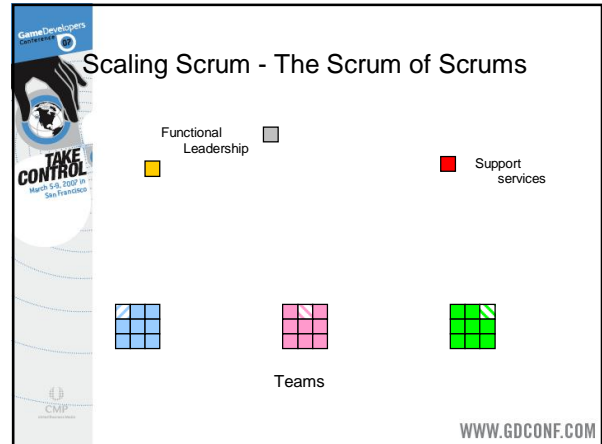 GameDevelopers
Conference 07
Scaling Scrum - The Scrum of Scrums
Functional
Leadership
Support
services
TAKE
CONTROL
March 5-9, 2007 in
San Francisco
Teams
CMP
WWW.GDCONF.COM